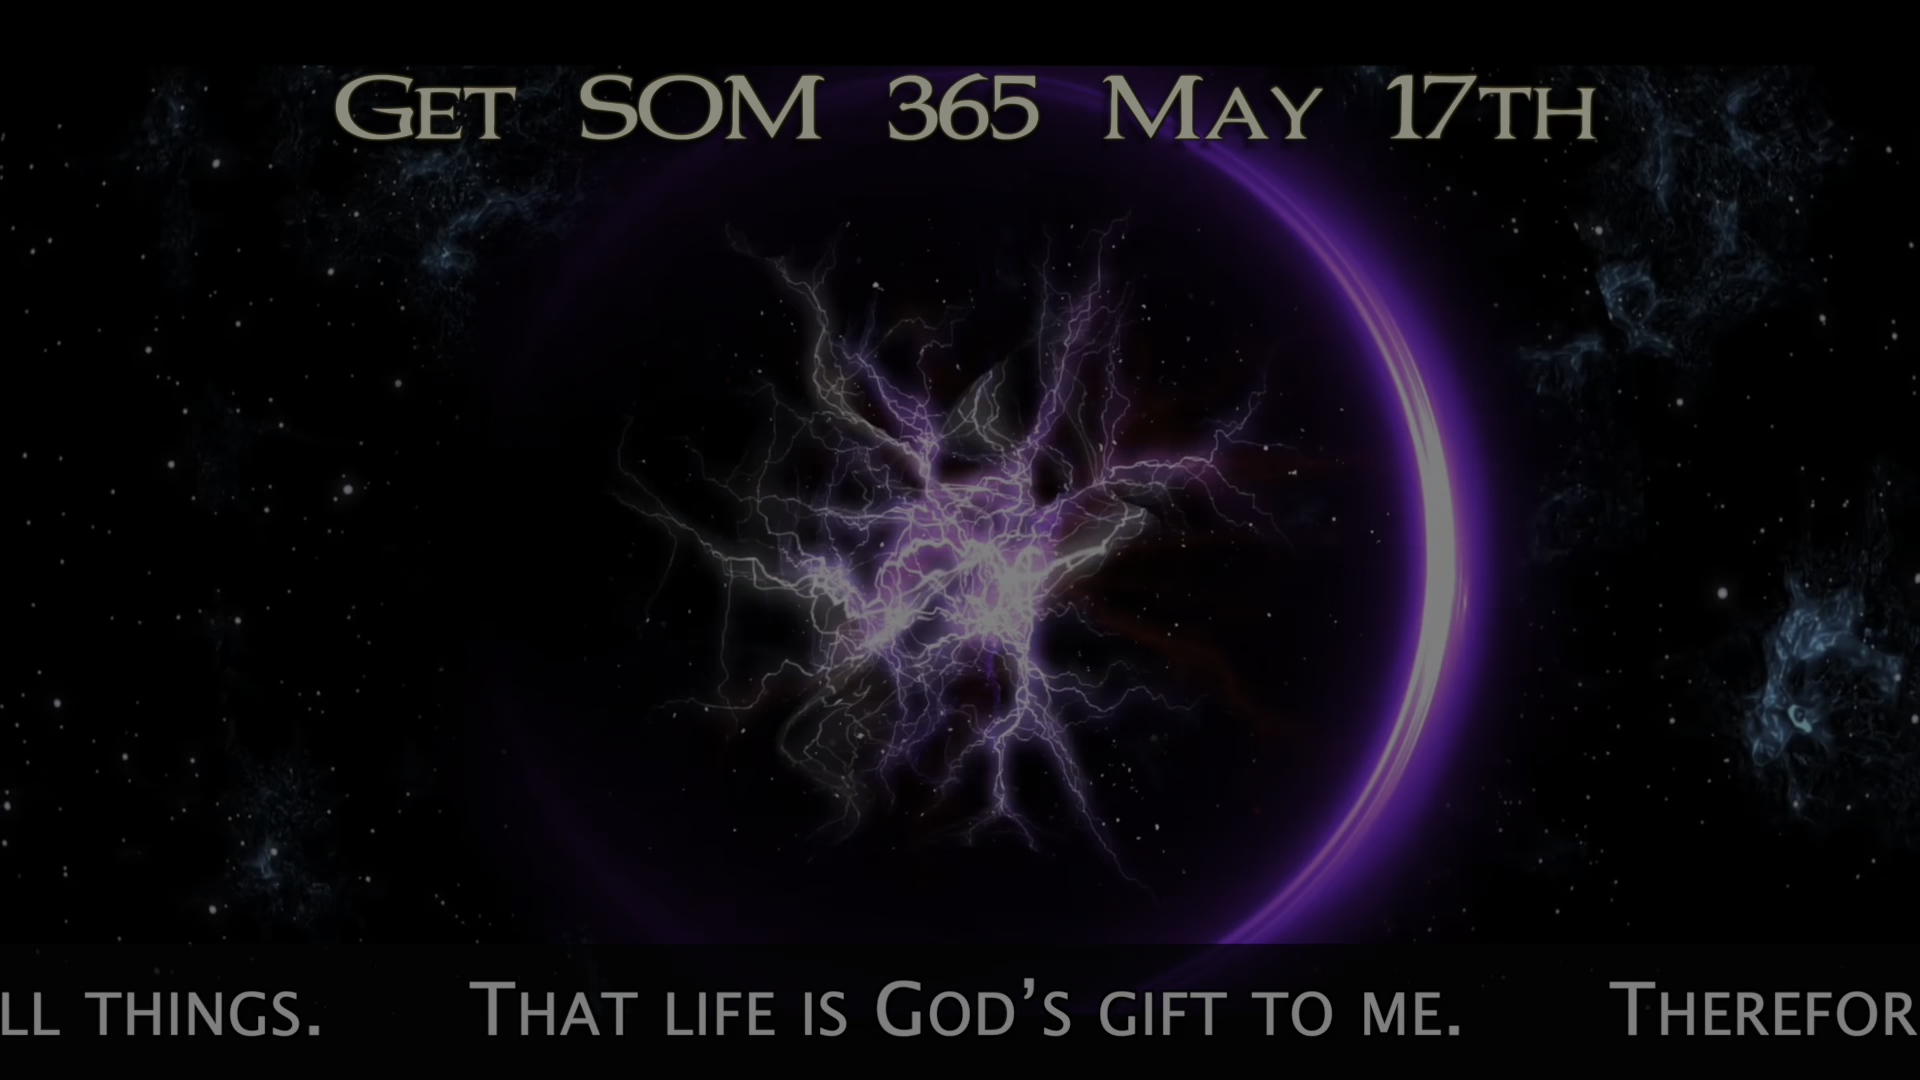 Get SOM 365 May 17th
ll things. That life is God’s gift to me. Therefor